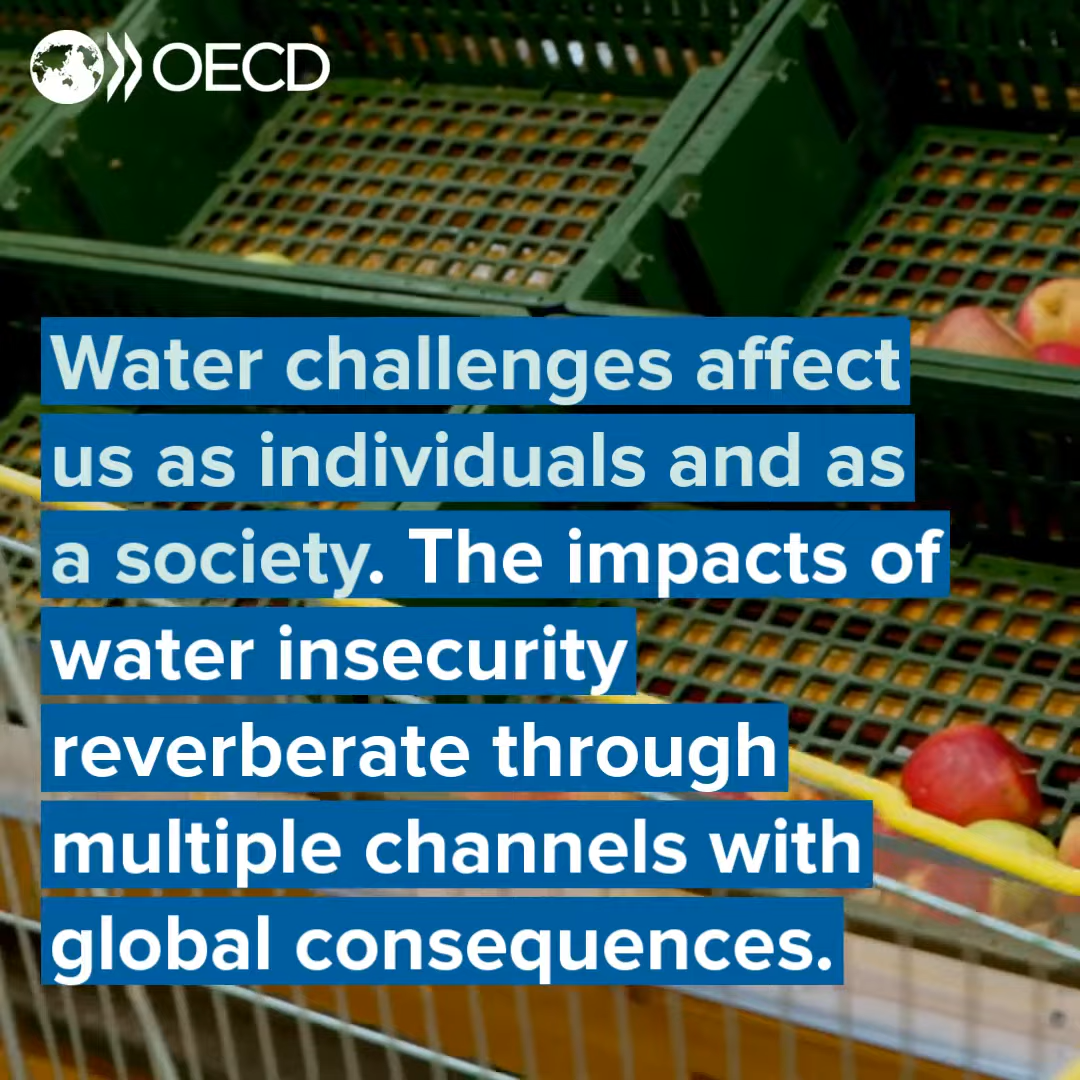 OECD
Water challenges affect
us as individuals and as
a society. The impacts of
water insecurity
reverberate through
multiple channels with
global consequences.